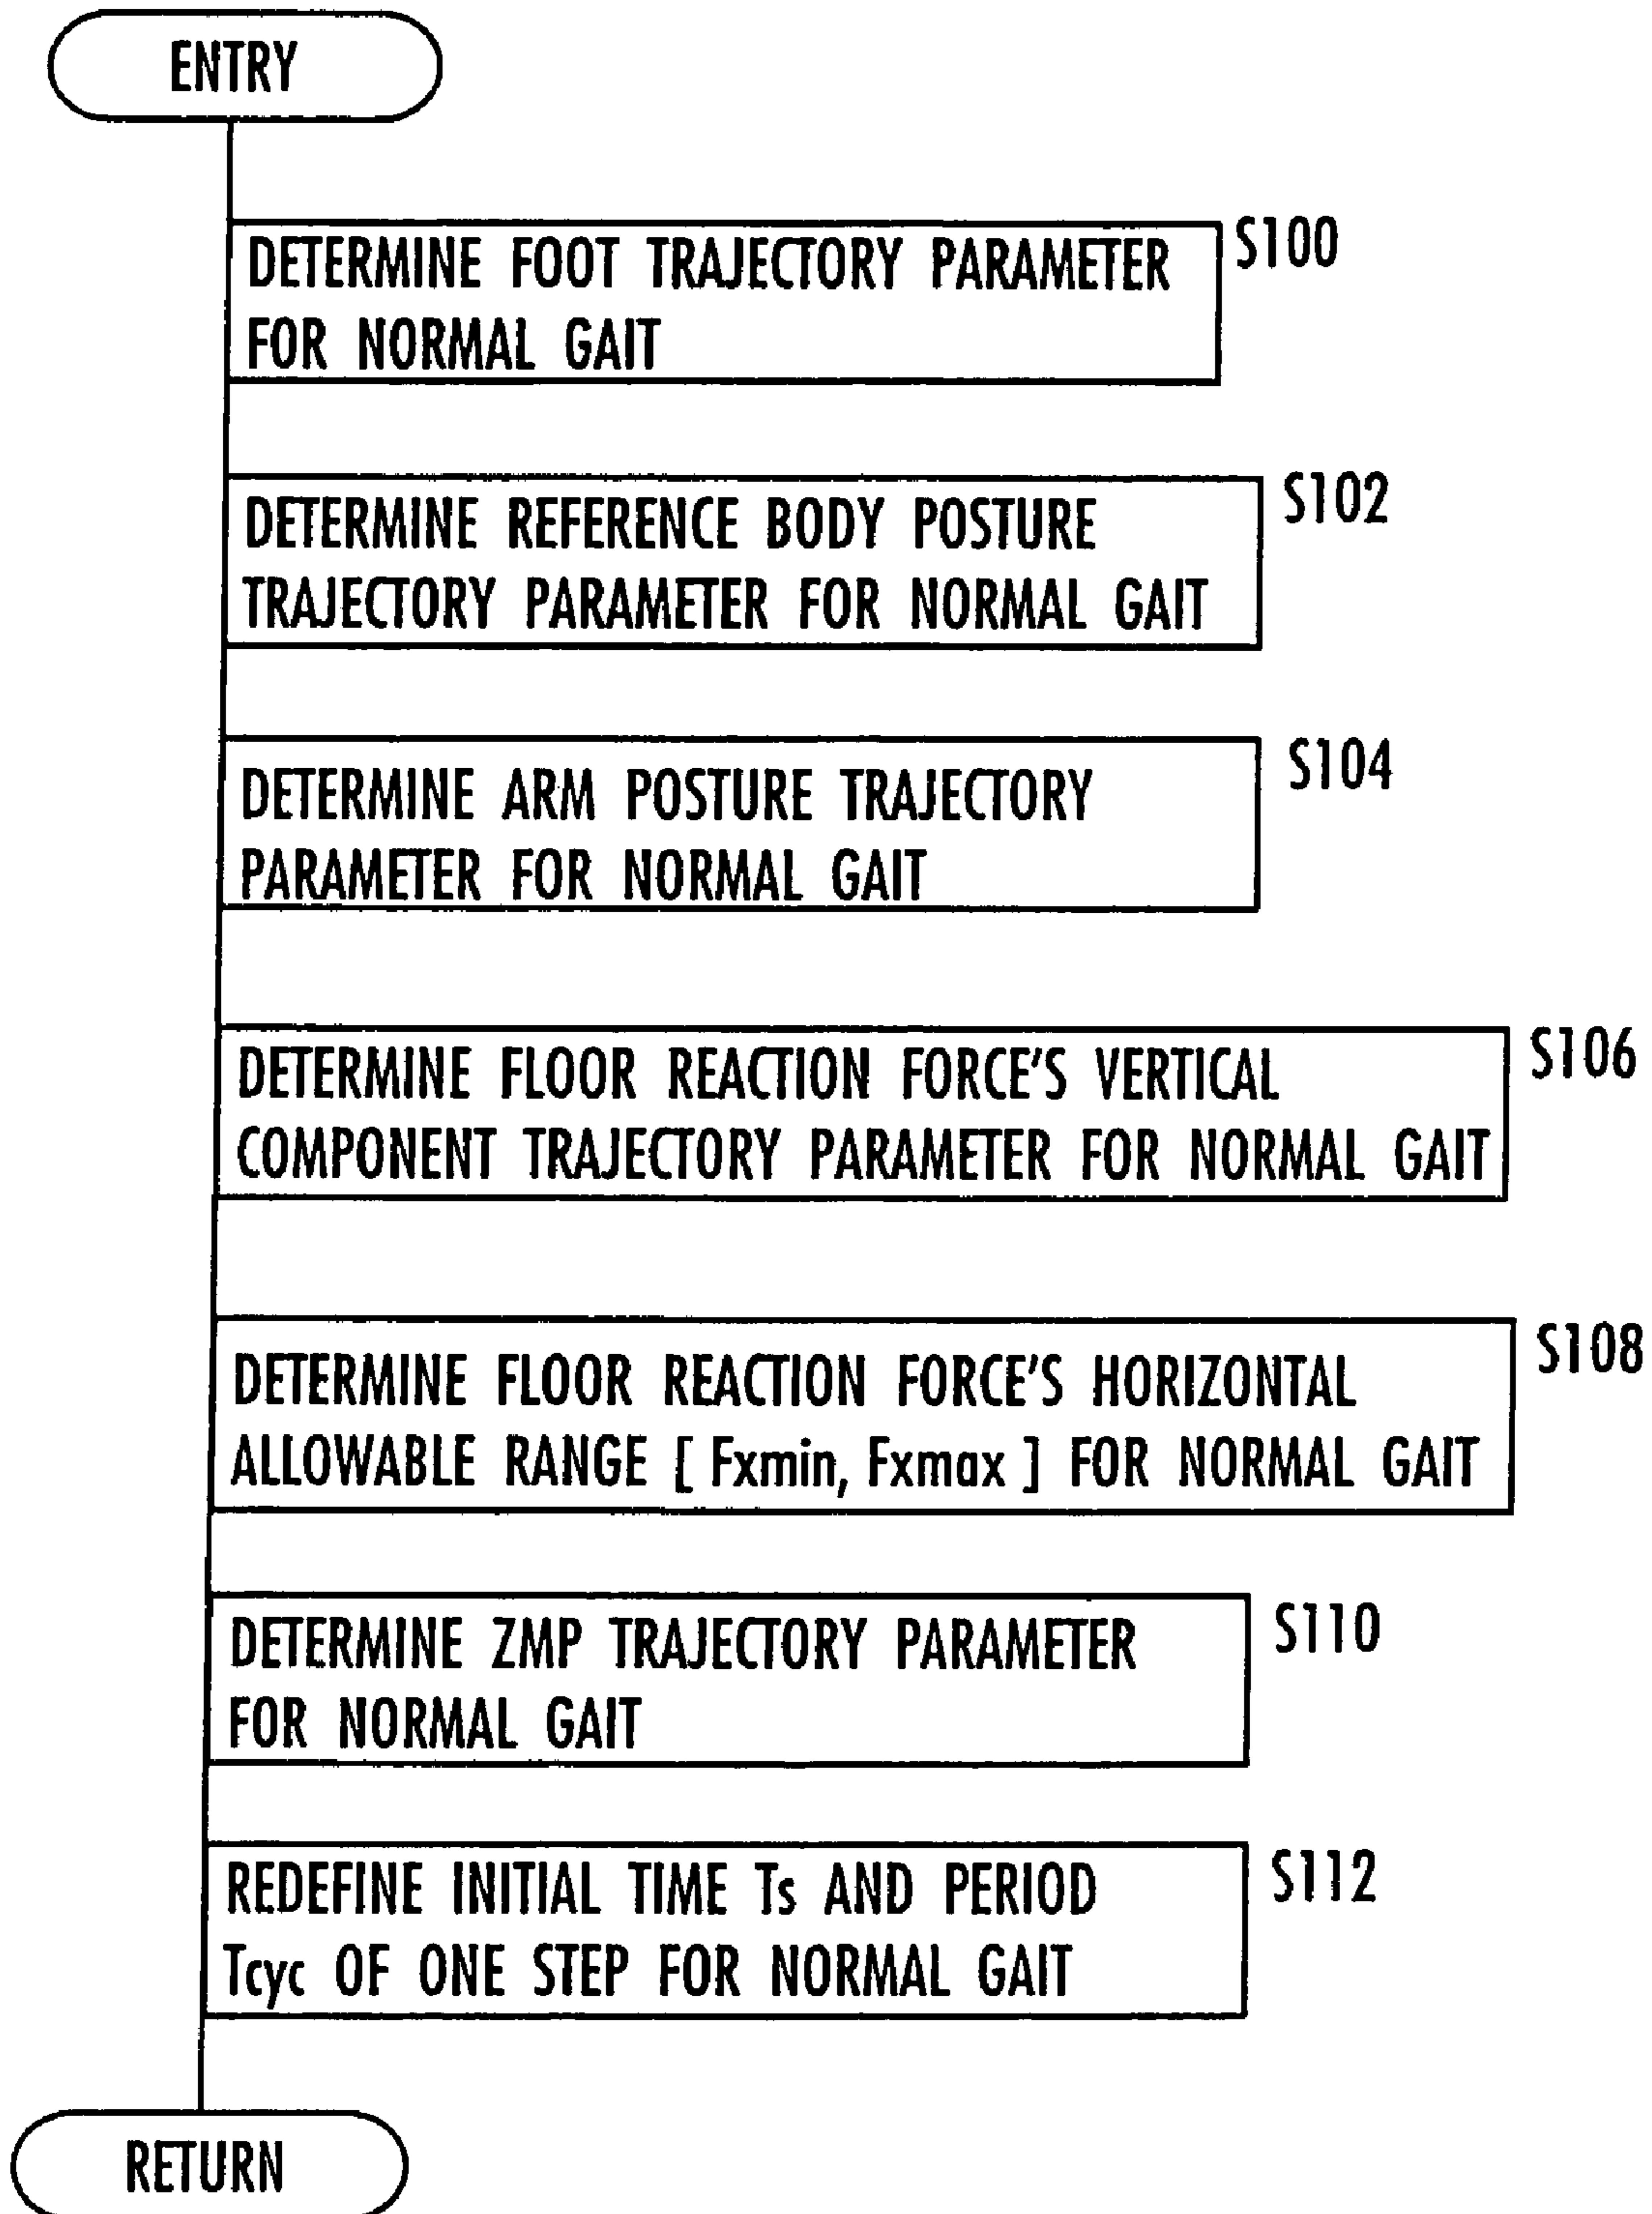 ENTRY
S100
DETERMINE FOOT TRAJECTORY PARAMETER
FOR NORMAL GAIT
S102
DETERMINE REFERENCE BODY POSTURE
TRAJECTORY PARAMETER FOR NORMAL GAIT
S104
DETERMINE ARM POSTURE TRAJECTORY
PARAMETER FOR NORMAL GAIT
S106
DETERMINE FLOOR REACTION FORCE'S VERTICAL
COMPONENT TRAJECTORY PARAMETER FOR NORMAL GAIT
S108
DETERMINE FLOOR REACTION FORCE'S HORIZONTAL
ALLOWABLE RANGE [ Fxmin, Fxmax ] FOR NORMAL GAIT
S110
DETERMINE ZMP TRAJECTORY PARAMETER
FOR NORMAL GAIT
S112
REDEFINE INITIAL TIME Ts AND PERIOD
Tcyc OF ONE STEP FOR NORMAL GAIT
RETURN